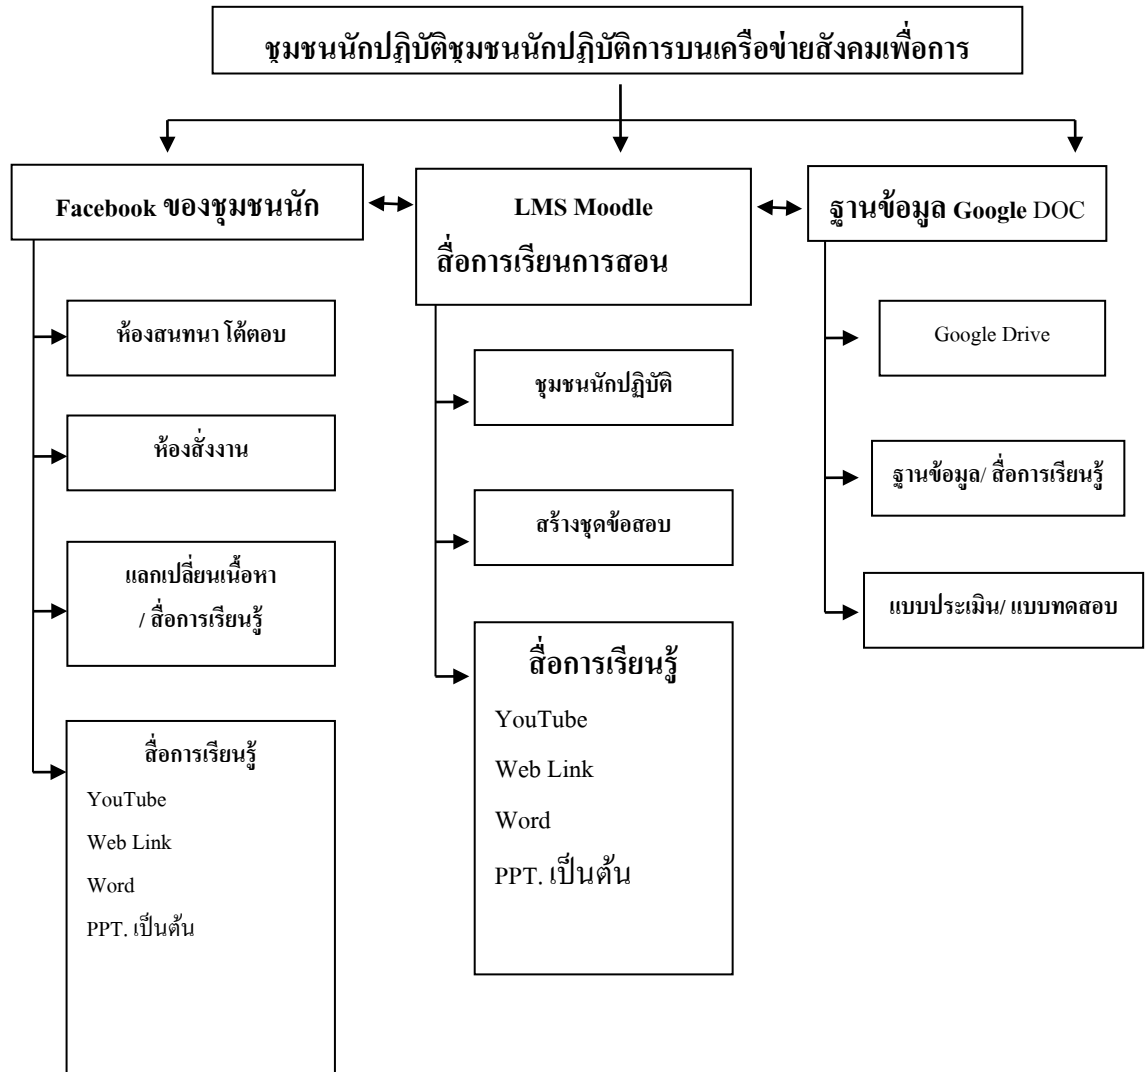 ชุมชนนักปฏิบัติชุมชนนักปฏิบัติการบนเครือข่ายสังคมเพื่อการ
Facebook ของชุมชนนัก
ห้องสนทนา โต้ตอบ
ห้องสั่งงาน
แลกเปลี่ยนเนื้อหา
/ สื่อการเรียนรู้
สื่อการเรียนรู้
YouTube
Web Link
Word
PPT. เป็นต้น
LMS Moodle
สื่อการเรียนการสอน
ชุมชนนักปฏิบัติ
สร้างชุดข้อสอบ
สื่อการเรียนรู้
YouTube
Web Link
Word
PPT. เป็นต้น
ฐานข้อมูล Google DOC
Google Drive
ฐานข้อมูล/ สื่อการเรียนรู้
แบบประเมิน/ แบบทดสอบ